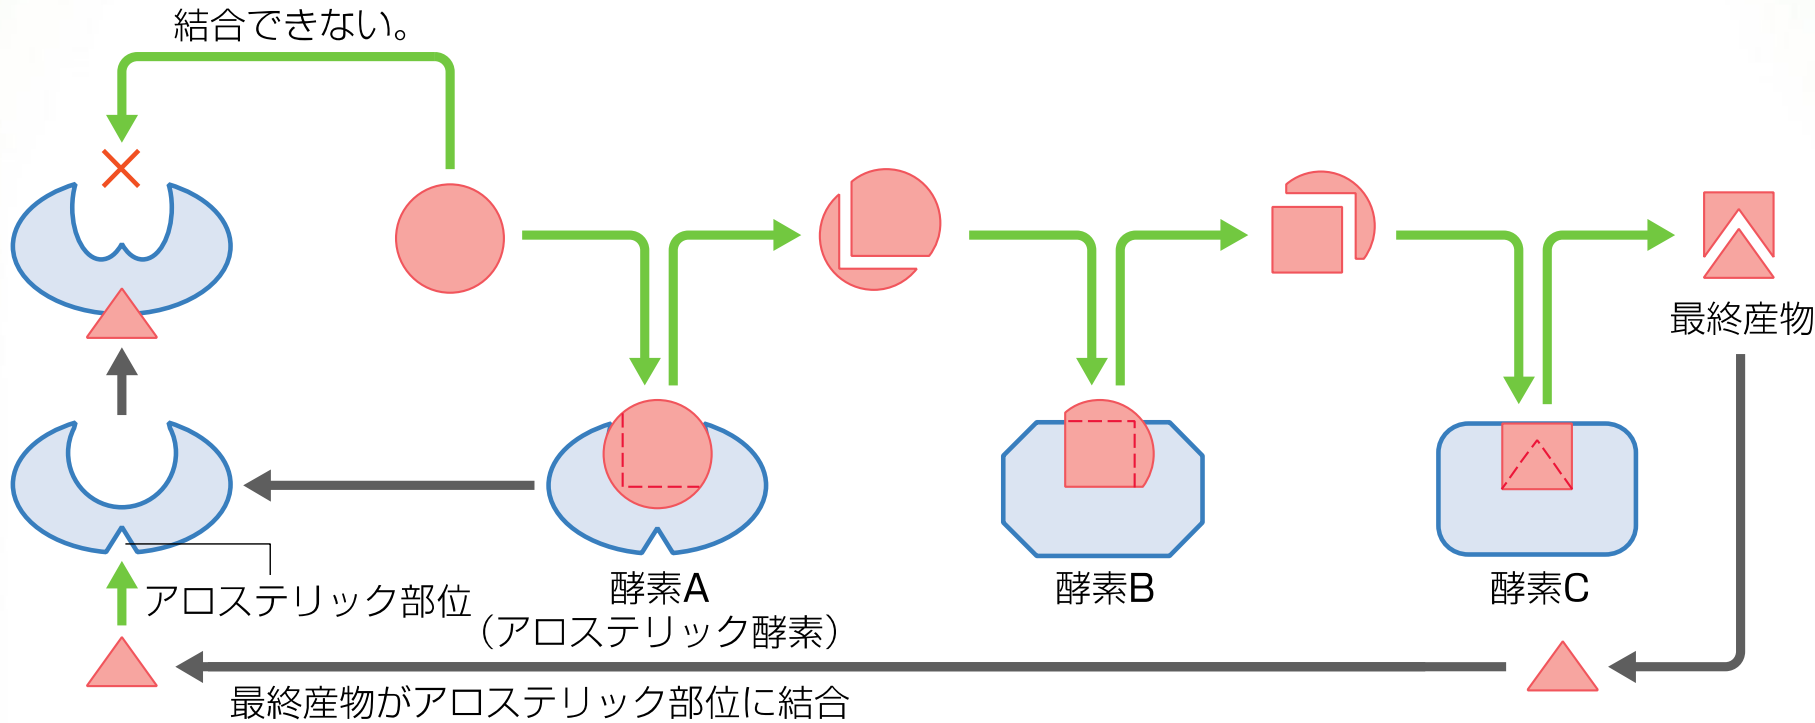 結合できない。
最終産物
アロステリック部位
酵素A
（アロステリック酵素）
酵素B
酵素C
最終産物がアロステリック部位に結合